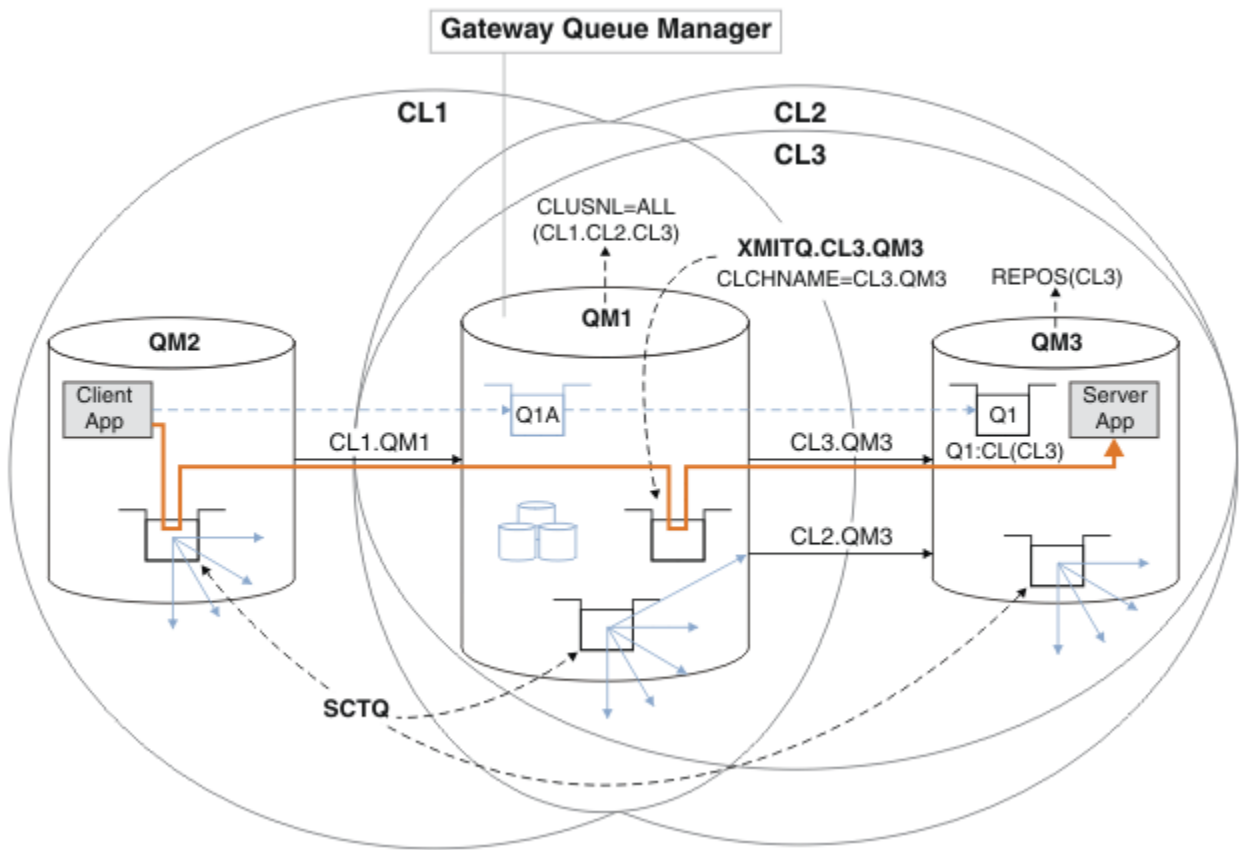 Gateway Queue Manager
CL1
CL2
CL3
CLUSNL=ALL
(CL1.CL2.CL3)
XMITQ.CL3.QM3
CLCHNAME=CL3.QM3
REPOS(CL3)
QM2
QM1
QM3
Client
App
Q1A
Q1
Server
App
CL1.QM1
CL3.QM3
Q1:CL(CL3)
CL2.QM3
SCTQ